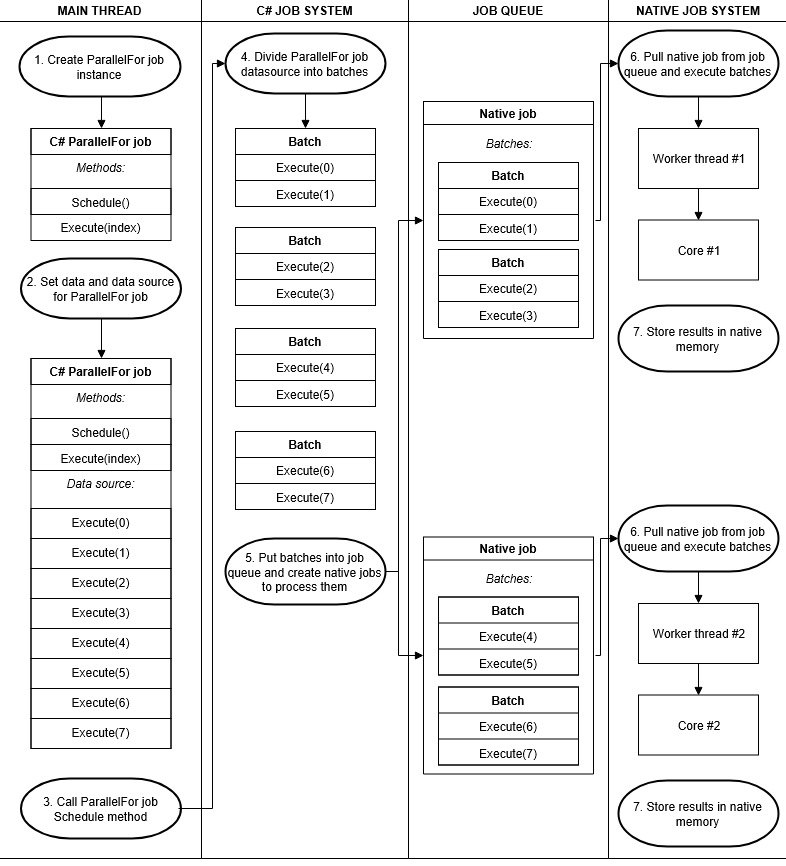 MAIN THREAD
1. Create ParallelFor job
instance
C# ParallelFor job
Methods:
Schedule()
Execute(index)
2. Set data and data source
for ParallelFor job
C# ParallelFor job
Methods:
Schedule()
Execute(index)
Data source:
Execute(0)
Execute(1)
Execute(2)
Execute(3)
Execute(4)
Execute(5)
Execute(6)
Execute(7)
3. Call ParallelFor job
Schedule method
C# JOB SYSTEM
4. Divide ParallelFor job
datasource into batches
Batch
Execute(0)
Execute(1)
Batch
Execute(2)
Execute(3)
Batch
Execute(4)
Execute(5)
Batch
Execute(6)
Execute(7)
5. Put batches into job
queue and create native jobs
to process them
JOB QUEUE
Native job
Batches:
Batch
Execute(0)
Execute(1)
Batch
Execute(2)
Execute(3)
Native job
Batches:
Batch
Execute(4)
Execute(5)
Batch
Execute(6)
Execute(7)
NATIVE JOB SYSTEM
6. Pull native job from job
queue and execute batches
Worker thread #1
Core #1
7. Store results in native
memory
6. Pull native job from job
queue and execute batches
Worker thread #2
Core #2
7. Store results in native
memory